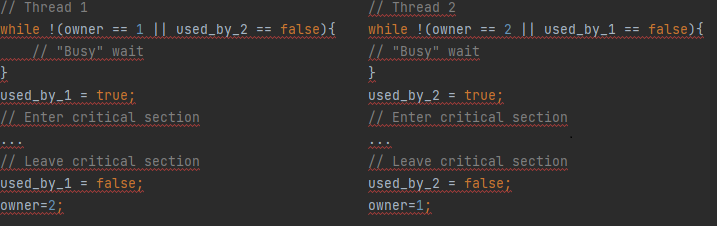 // Thread 1
while !(owner == 1 || used_by_2 == false){
// "Busy" wait
}
used_by_1 = true;
// Enter critical section
...
// Leave critical section
used_by_1 = false;
owner=2;
// Thread 2
while !(owner == 2 || used_by_1 == false){
// "Busy" wait
}
used_by_2 = true;
// Enter critical section
...
// Leave critical section
used_by_2 = false;
owner=1;